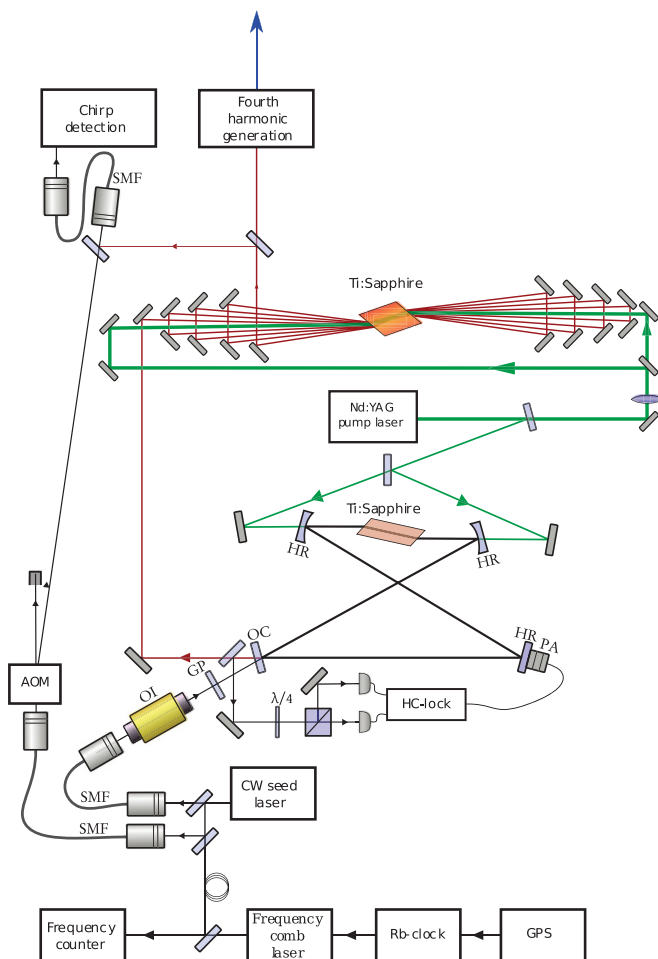 Chirp
detection
Fourth
harmonic
generation
SMF
Ti:Sapphire
Nd:YAG
pump laser
Ti:Sapphire
HR
HR
OC
HR
PA
GP
AOM
OI
λ/4
HC-lock
CW seed
laser
SMF
SMF
Frequency
counter
Frequency
comb
laser
Rb-clock
GPS